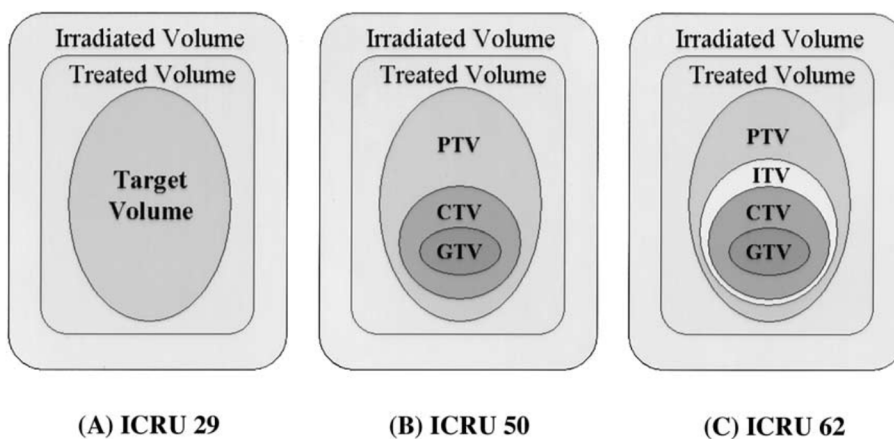 Irradiated Volume
Treated Volume
Target
Volume
(A) ICRU 29
Irradiated Volume
Treated Volume
PTV
CTV
GTV
(B) ICRU 50
Irradiated Volume
Treated Volume
PTV
ITV
CTV
GTV
(C) ICRU 62